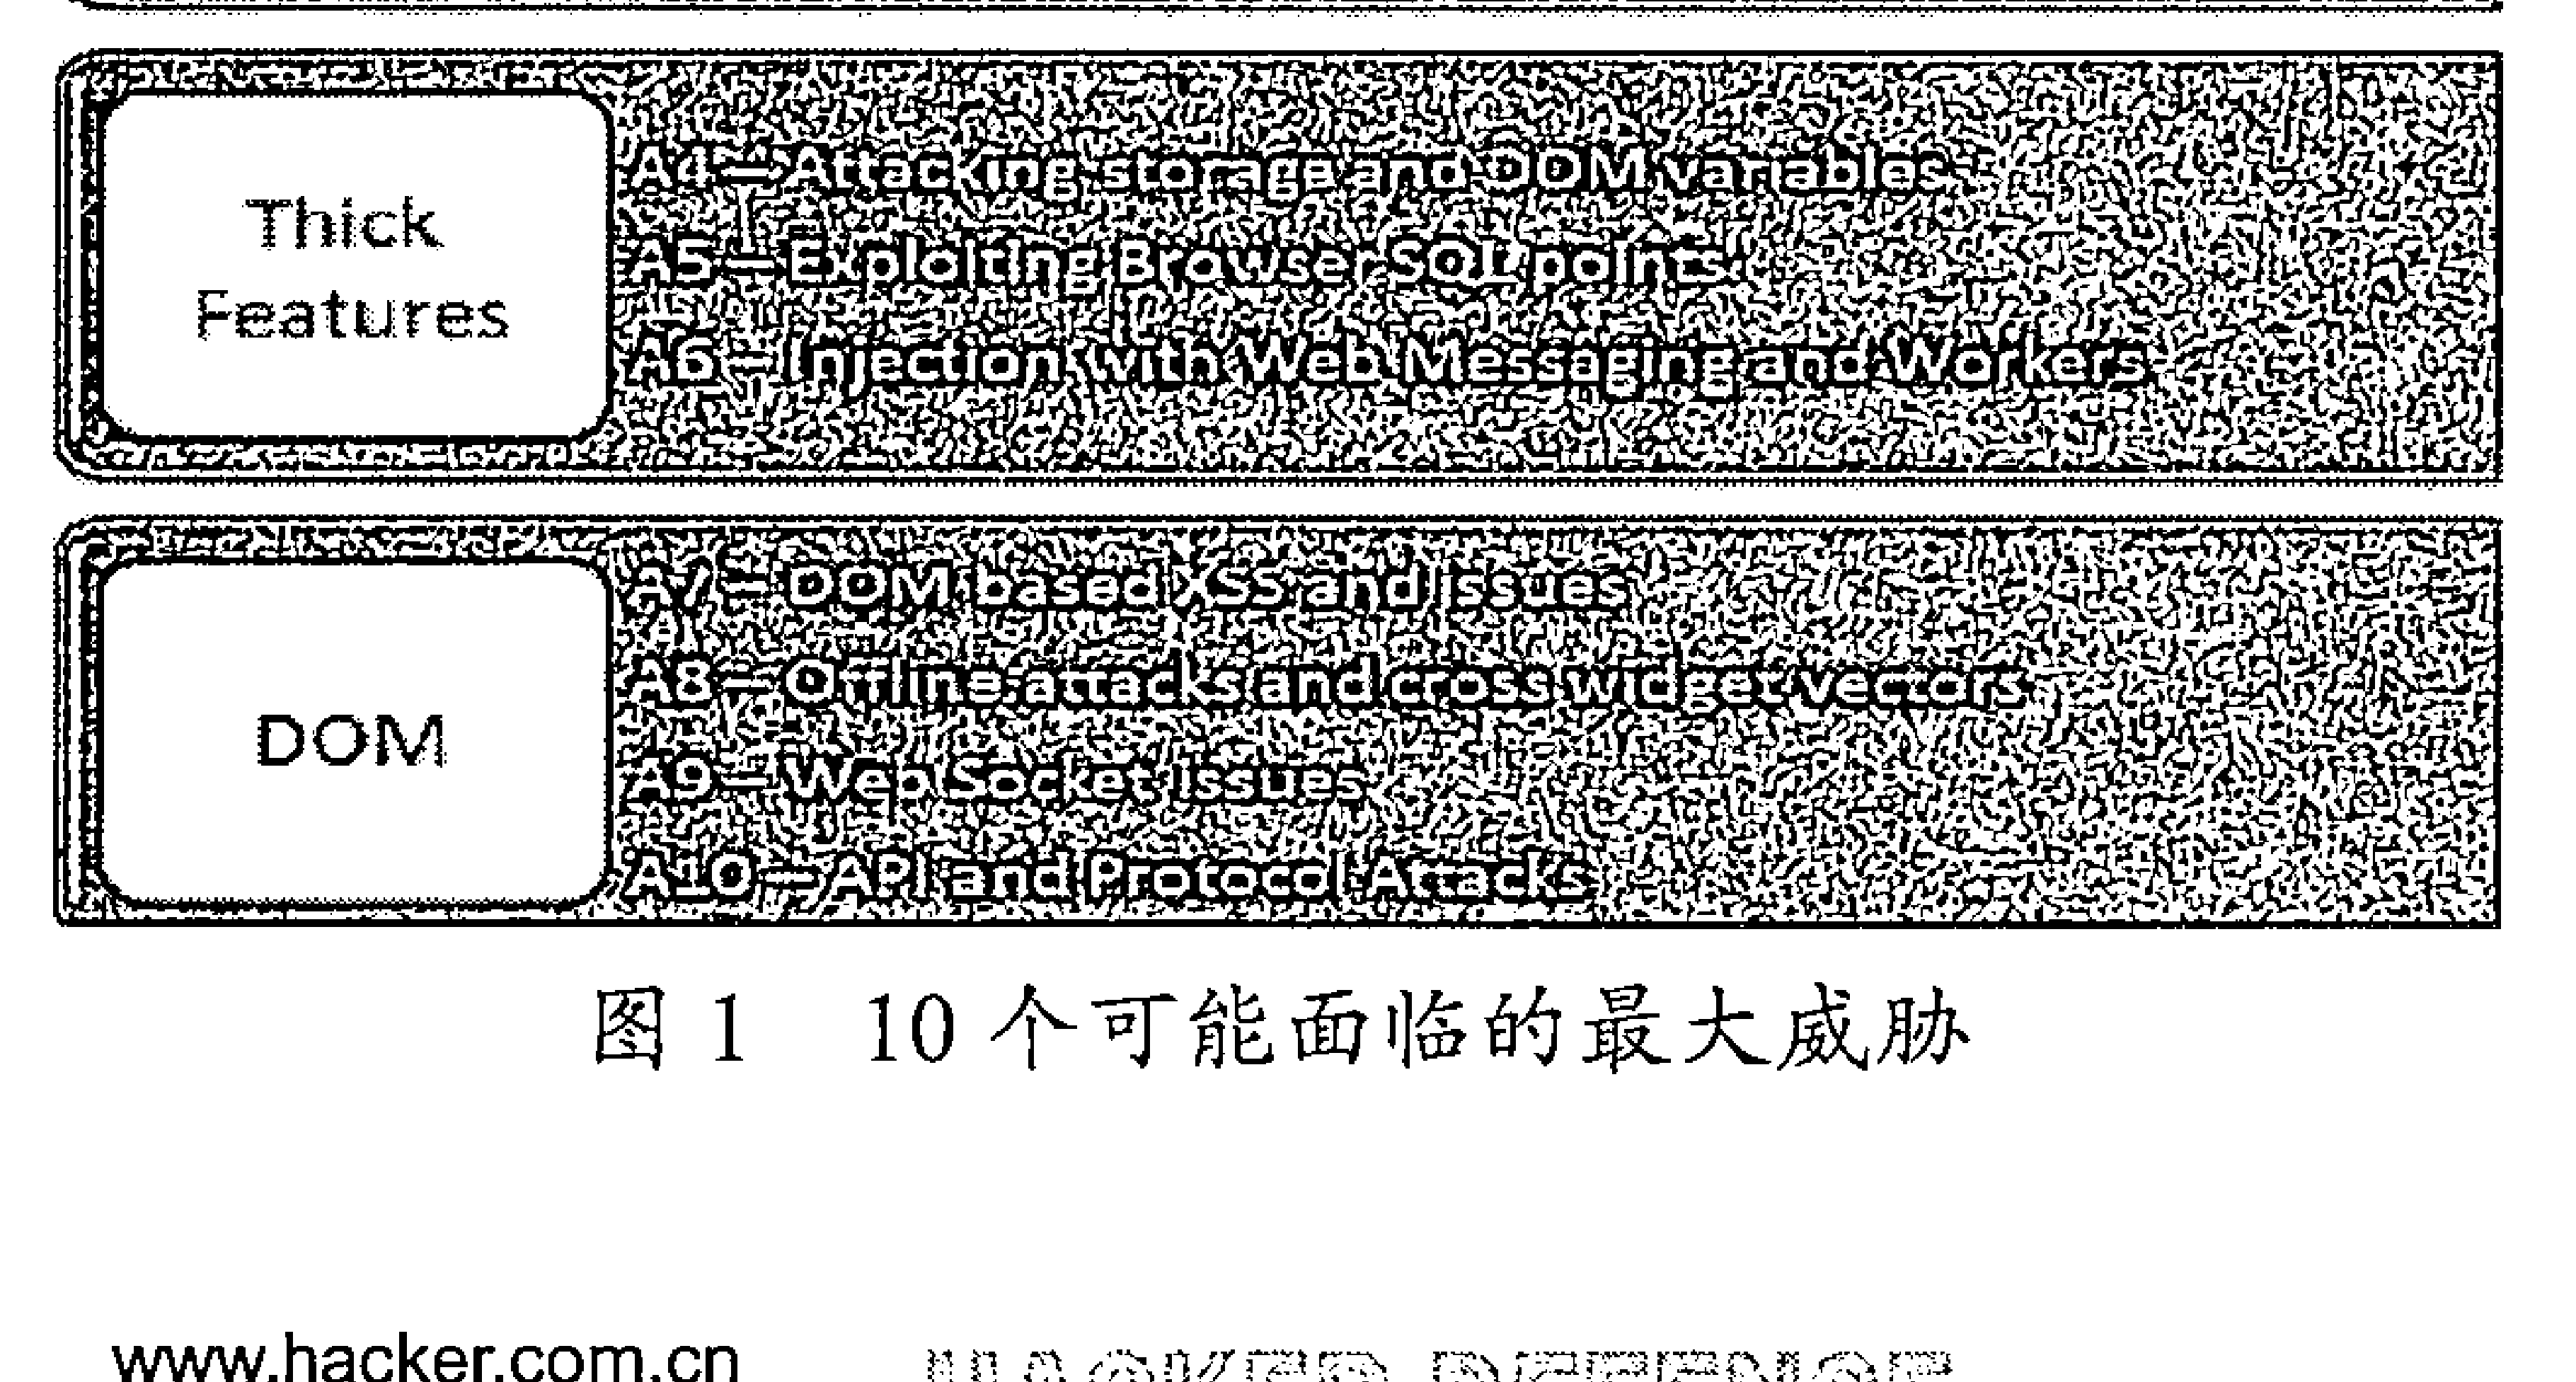 Thick
Features
A4 – Attacking storage and DOM variables
A5 – Exploiting Browser SQL points
A6 – Injection with Web Messaging and Workers
DOM
A7 – DOM based XSS and issues
A8 – Offline attacks and cross widget vectors
A9 – Web Socket issues
A10 – API and Protocol Attacks
图 1 10 个可能面临的最大威胁
www.hacker.com.cn
HACKER DEFENCE